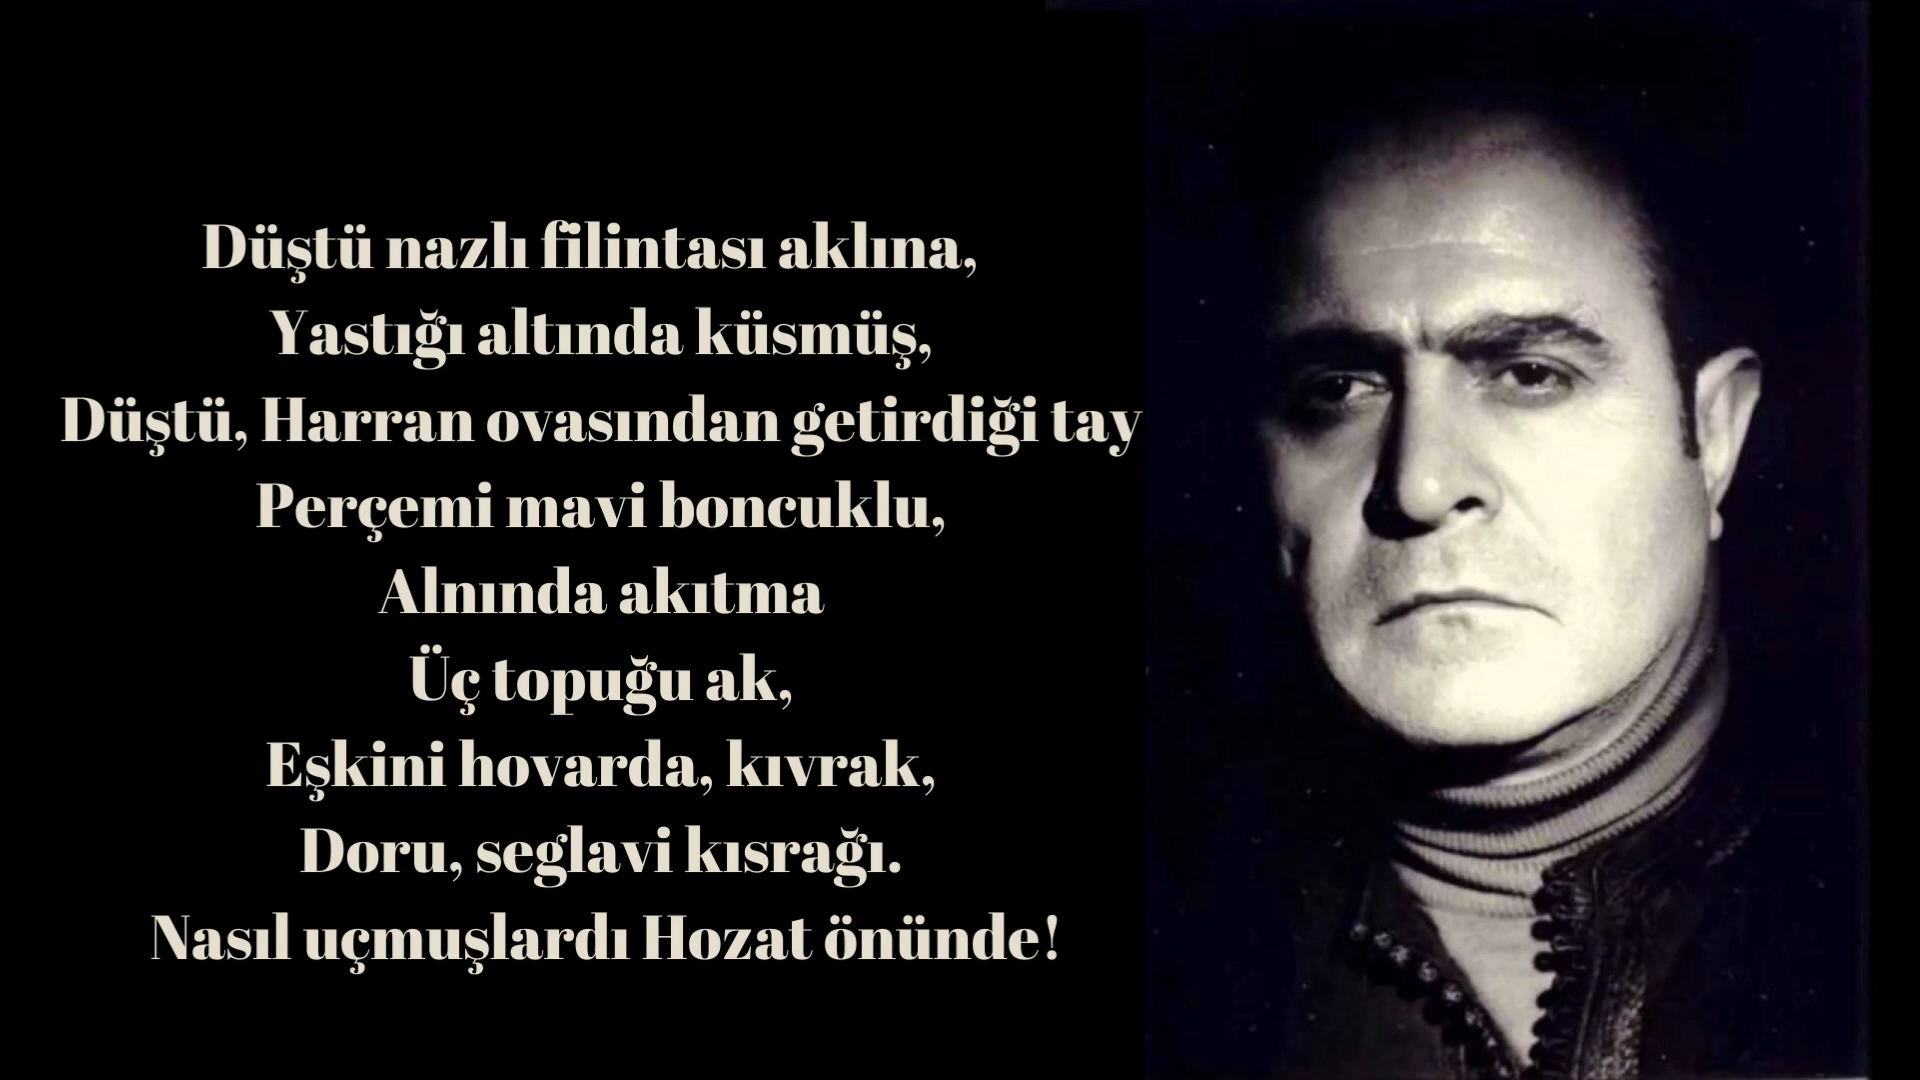 Düştü nazlı filintası aklına,
Yastığı altında küsmüş,
Düştü, Harran ovasından getirdiği tay
Perçemi mavi boncuklu,
Alnında akıtma
Üç topuğu ak,
Eşkini hovarda, kıvrak,
Doru, seglavi kısrağı.
Nasıl uçmuşlardı Hozat önünde!